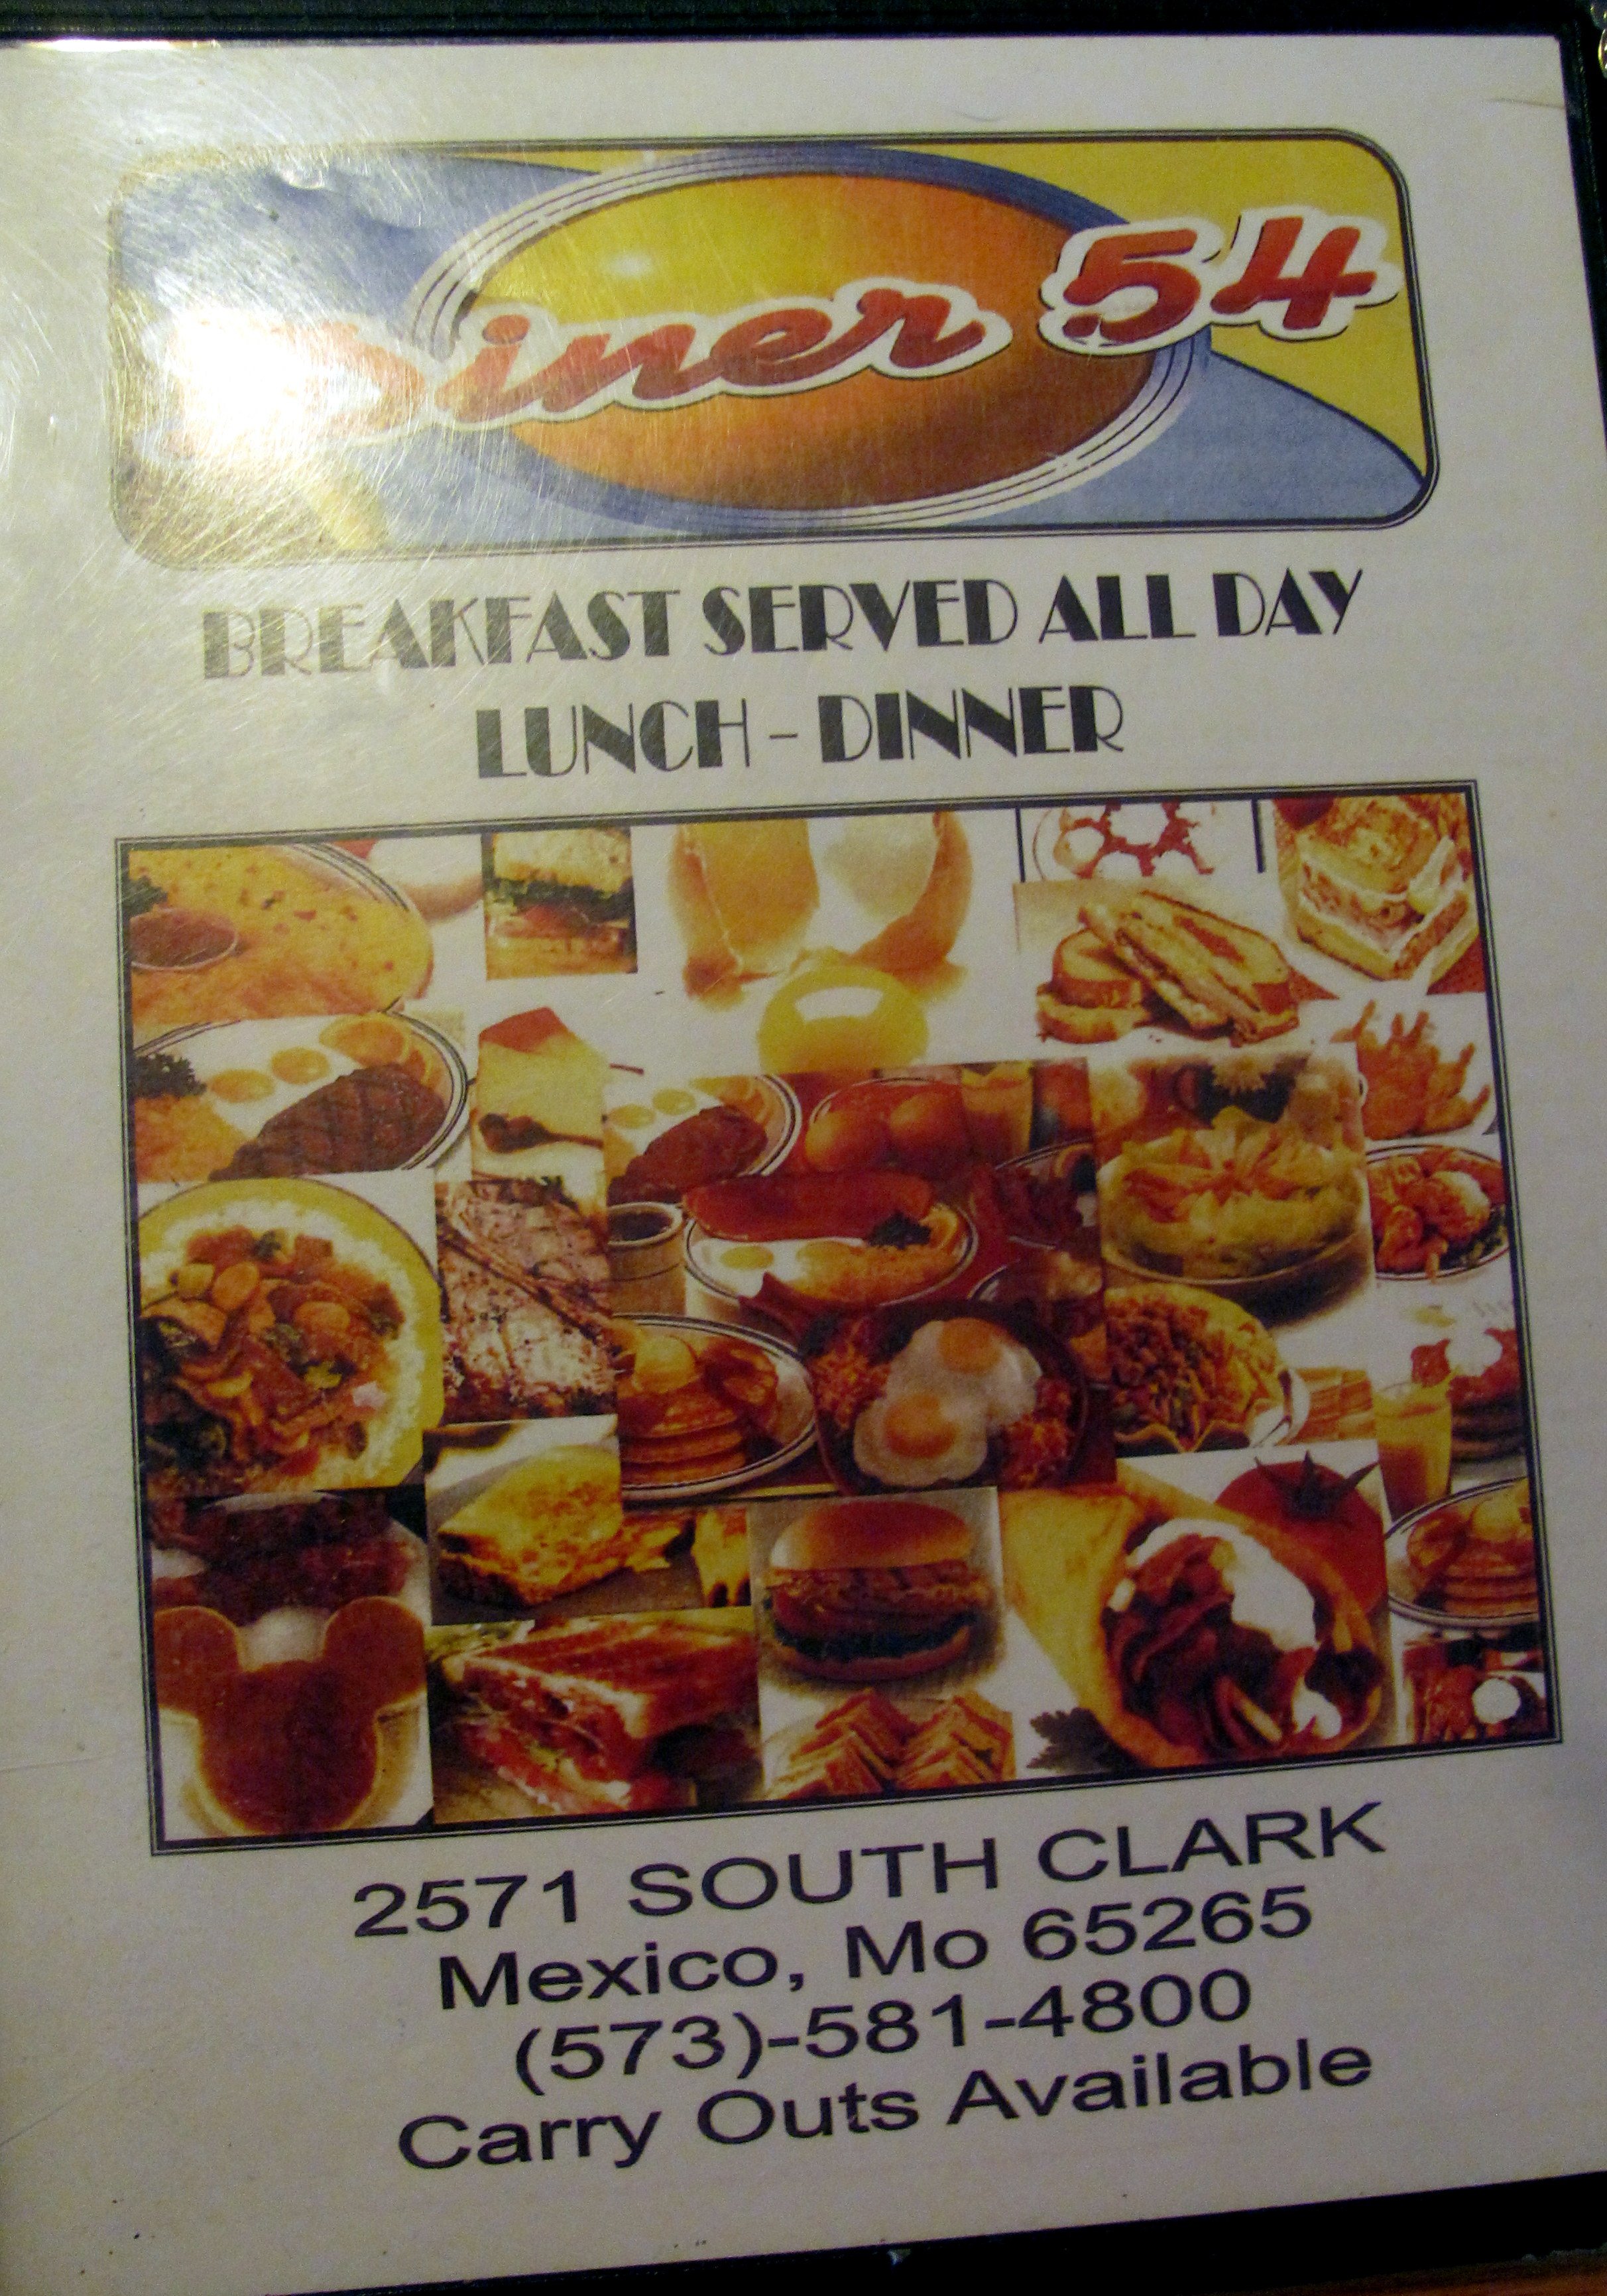 Diner 54
BREAKFAST SERVED ALL DAY
LUNCH - DINNER
2571 SOUTH CLARK
Mexico, Mo 65265
(573)-581-4800
Carry Outs Available